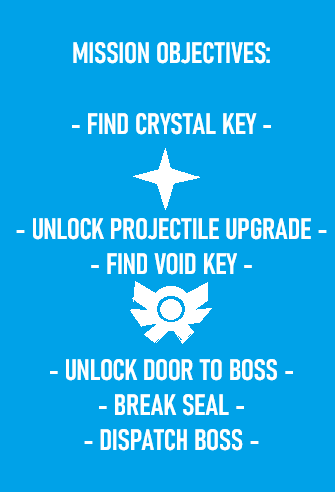 MISSION OBJECTIVES:
- FIND CRYSTAL KEY -
- UNLOCK PROJECTILE UPGRADE -
- FIND VOID KEY -
- UNLOCK DOOR TO BOSS -
- BREAK SEAL -
- DISPATCH BOSS -